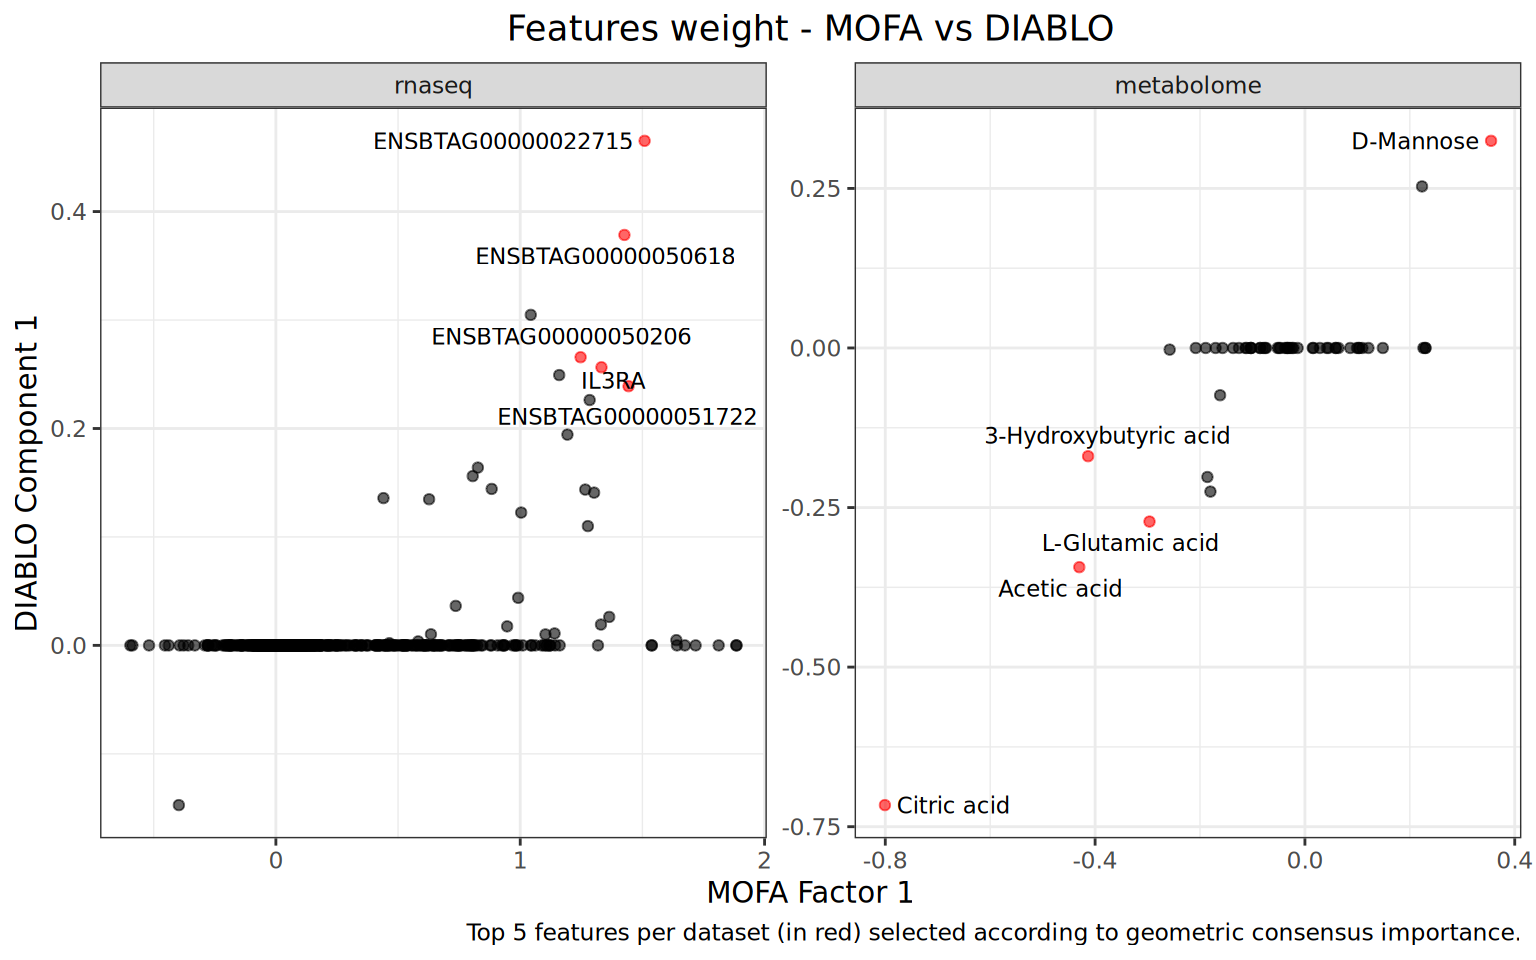 Features weight - MOFA vs DIABLO
rnaseq
metabolome
DIABLO Component 1
0.4
0.2
0.0
ENSBTAG00000022715
ENSBTAG00000050618
ENSBTAG00000050206
IL3RA
ENSBTAG00000051722
0
1
2
0.25
0.00
-0.25
-0.50
-0.75
D-Mannose
3-Hydroxybutyric acid
L-Glutamic acid
Acetic acid
Citric acid
-0.8
-0.4
0.0
0.4
MOFA Factor 1
Top 5 features per dataset (in red) selected according to geometric consensus importance.